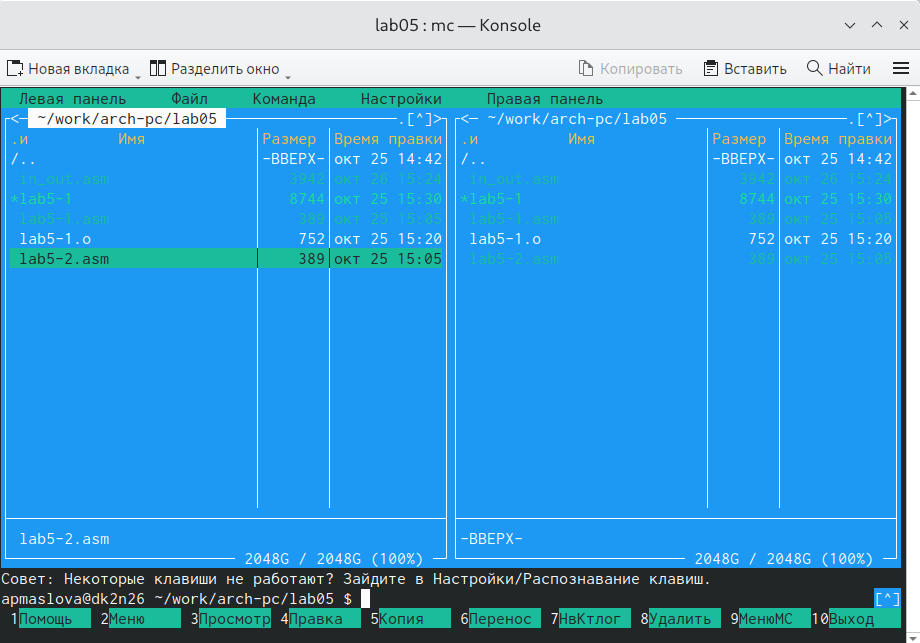 lab05 : mc — Konsole
Новая вкладка Разделить окно Копировать Вставить Найти
Левая панель Файл Команда Настройки Правая панель
<─ ~/work/arch-pc/lab05 .[^]> <─ ~/work/arch-pc/lab05 .[^]>
.и Имя Размер Время правки .и Имя Размер Время правки
/.. -ВВЕРХ- окт 25 14:42 /.. -ВВЕРХ- окт 25 14:42
in_out.asm 3942 окт 26 15:24 in_out.asm 3942 окт 26 15:24
*lab5-1 8744 окт 25 15:30 *lab5-1 8744 окт 25 15:30
lab5-1.asm 389 окт 25 15:05 lab5-1.asm 389 окт 25 15:05
lab5-1.o 752 окт 25 15:20 lab5-1.o 752 окт 25 15:20
lab5-2.asm 389 окт 25 15:05 lab5-2.asm 389 окт 25 15:05
lab5-2.asm -ВВЕРХ-
2048G / 2048G (100%) 2048G / 2048G (100%)
Совет: Некоторые клавиши не работают? Зайдите в Настройки/Распознавание клавиш.
apmaslova@dk2n26 ~/work/arch-pc/lab05 $ [^]
1Помощь 2Меню 3Просмотр 4Правка 5Копия 6Перенос 7НвКтлог 8Удалить 9МенюМС 10Выход